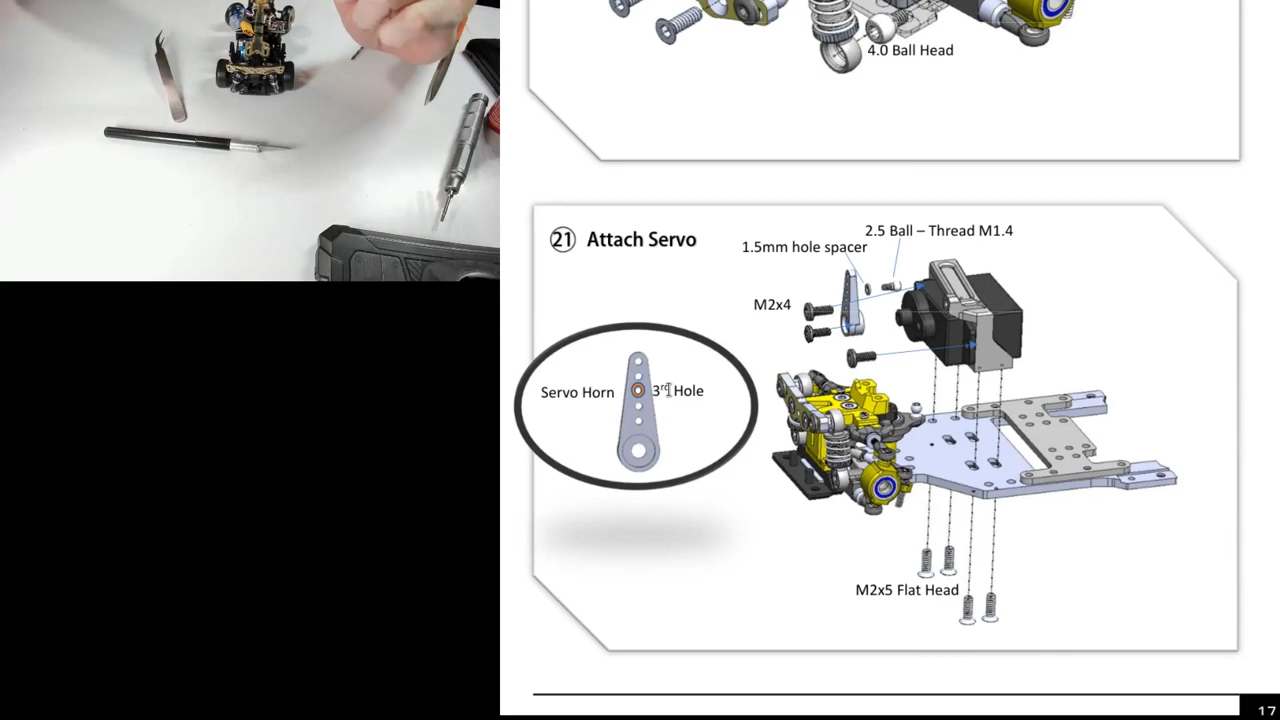 4.0 Ball Head
21 Attach Servo
2.5 Ball – Thread M1.4
1.5mm hole spacer
M2x4
Servo Horn
3rd Hole
M2x5 Flat Head
17